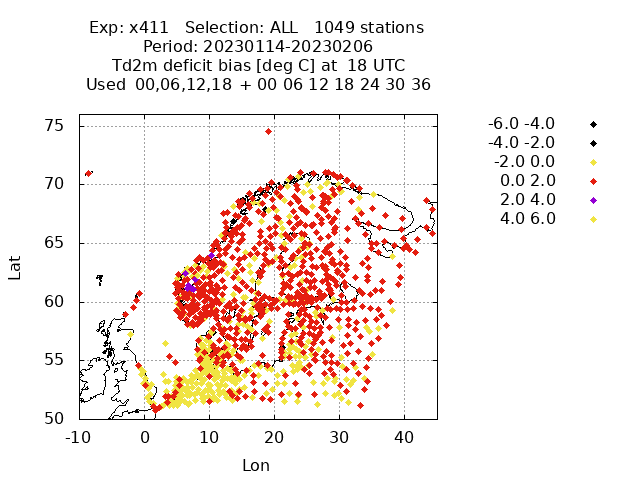 Exp: x411 Selection: ALL 1049 stations
Period: 20230114-20230206
Td2m deficit bias [deg C] at 18 UTC
Used 00,06,12,18 + 00 06 12 18 24 30 36
75
70
65
60
55
50
Lat
-10 0 10 20 30 40
Lon
-6.0 -4.0
-4.0 -2.0
-2.0 0.0
0.0 2.0
2.0 4.0
4.0 6.0